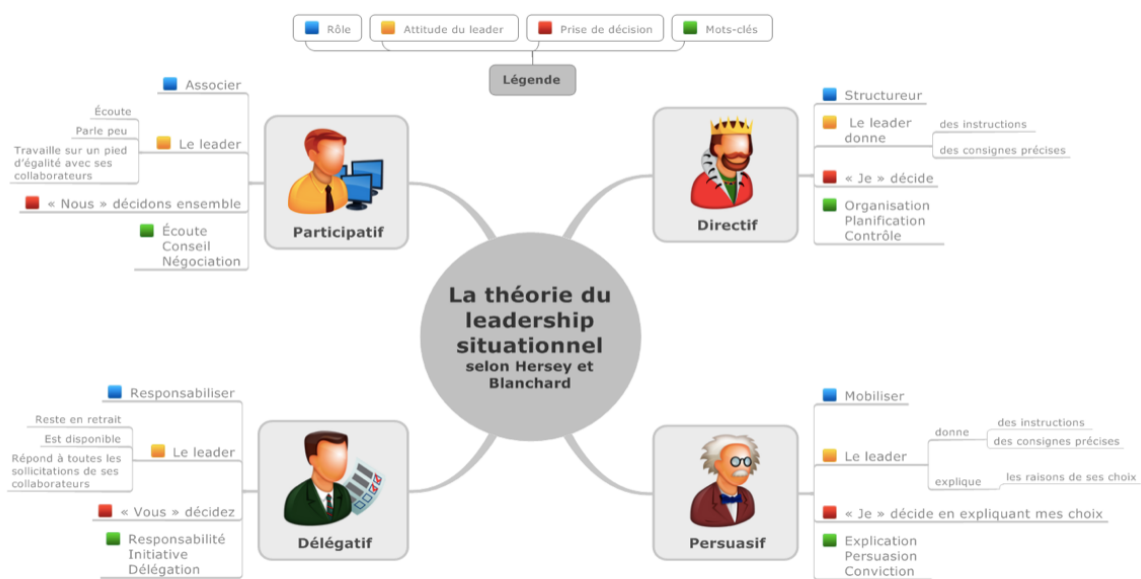 Rôle
Attitude du leader
Prise de décision
Mots-clés
Légende
Associer
Écoute
Parle peu
Travaille sur un pied
d'égalité avec ses
collaborateurs
Le leader
« Nous » décidons ensemble
Écoute
Conseil
Négociation
Participatif
Structureur
Le leader
donne
des instructions
des consignes précises
« Je » décide
Organisation
Planification
Contrôle
Directif
La théorie du
leadership
situationnel
selon Hersey et
Blanchard
Responsabiliser
Reste en retrait
Est disponible
Répond à toutes les
sollicitations de ses
collaborateurs
Le leader
« Vous » décidez
Responsabilité
Initiative
Délégation
Délégatif
Mobiliser
Le leader
donne
des instructions
des consignes précises
explique
les raisons de ses choix
« Je » décide en expliquant mes choix
Explication
Persuasion
Conviction
Persuasif